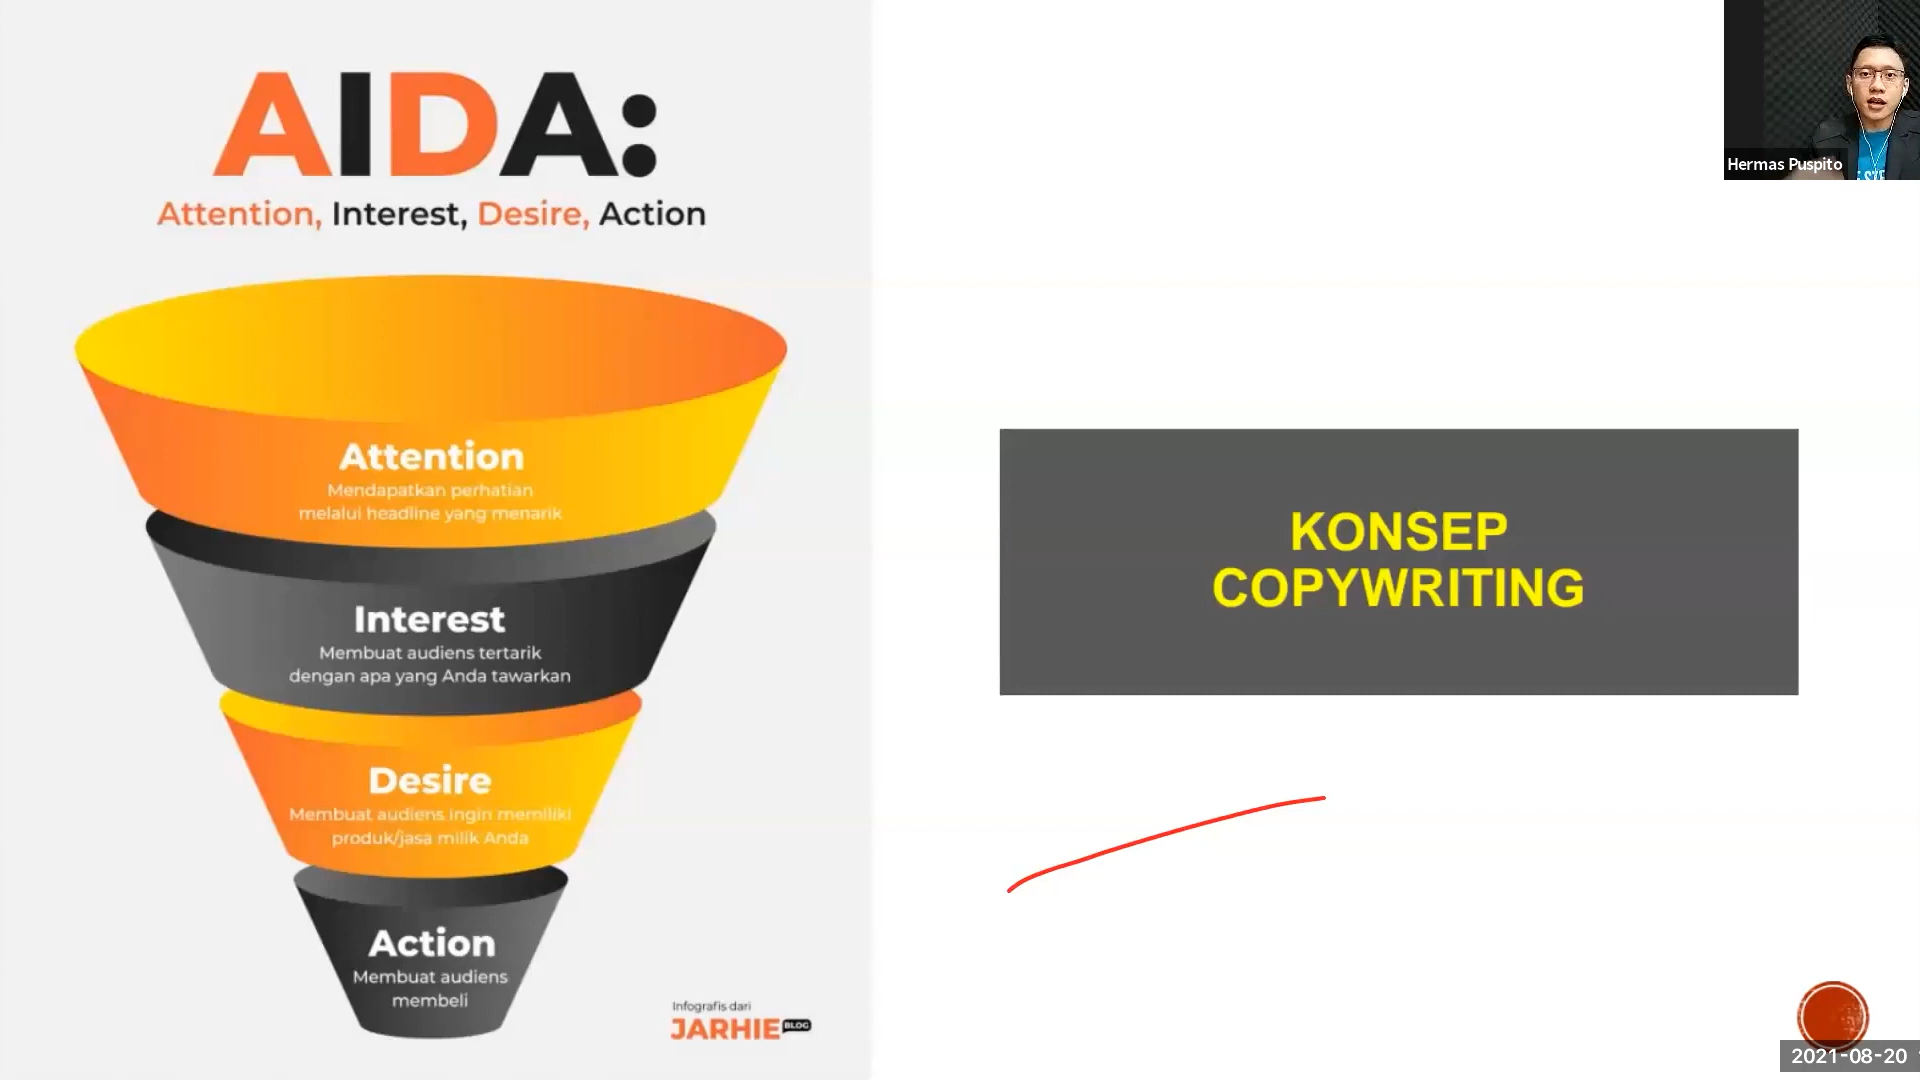 AIDA:
Attention, Interest, Desire, Action
Attention
Mendapatkan perhatian
melalui headline yang menarik
Interest
Membuat audiens tertarik
dengan apa yang Anda tawarkan
Desire
Membuat audiens ingin memiliki
produk/jasa milik Anda
Action
Membuat audiens
membeli
Infografis dari
JARHIE BLOG
KONSEP
COPYWRITING
Hermas Puspito
2021-08-20